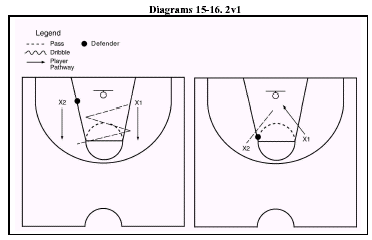 Diagrams 15-16. 2v1
Legend
Pass
Defender
Dribble
Player
Pathway
X2
X1
X2
X1